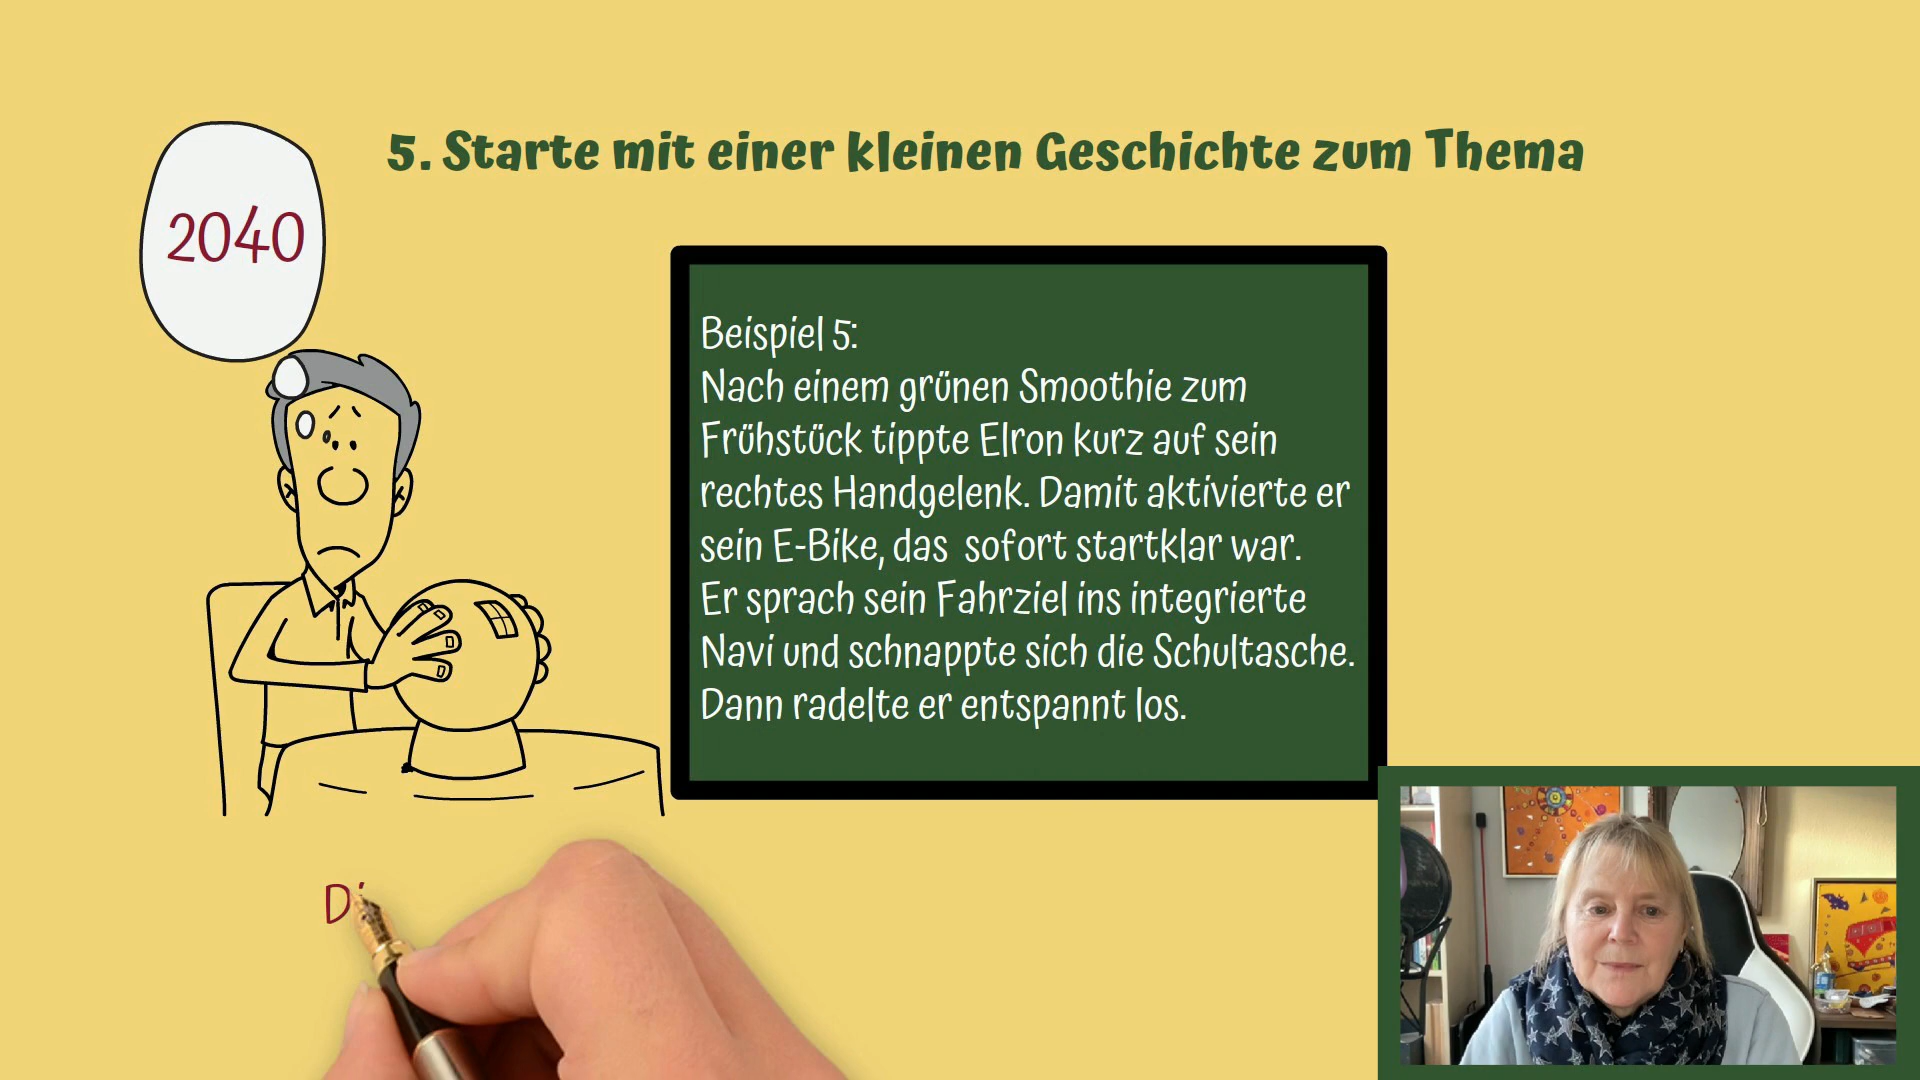 5. Starte mit einer kleinen Geschichte zum Thema
2040
Beispiel 5:
Nach einem grünen Smoothie zum
Frühstück tippte Elron kurz auf sein
rechtes Handgelenk. Damit aktivierte er
sein E-Bike, das sofort startklar war.
Er sprach sein Fahrziel ins integrierte
Navi und schnappte sich die Schultasche.
Dann radelte er entspannt los.